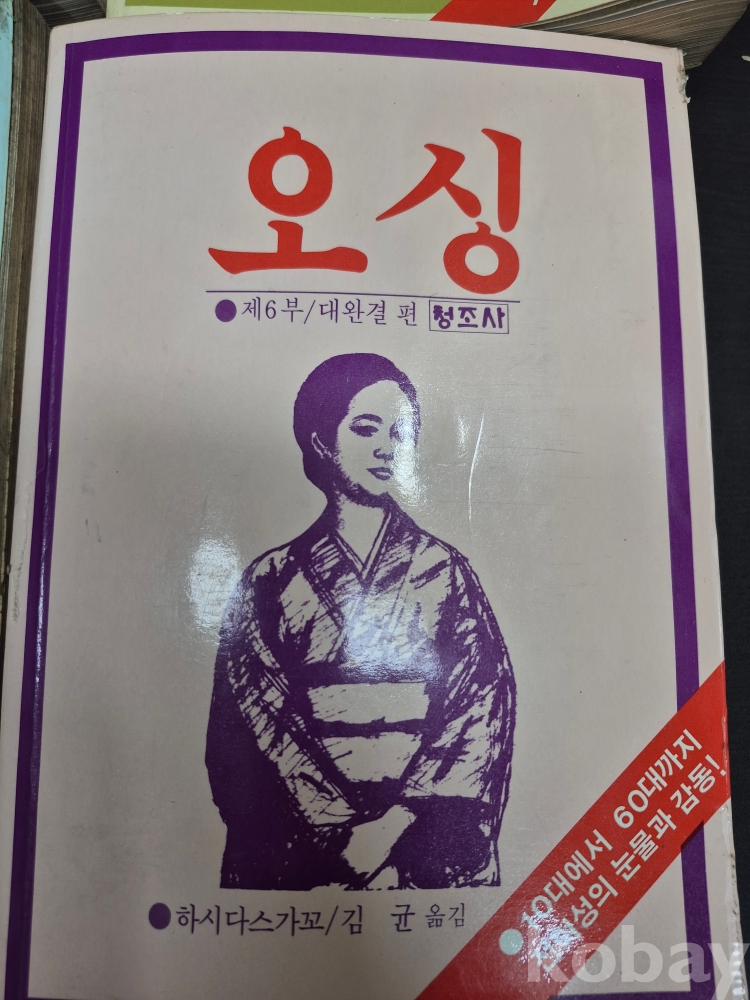 오싱
●제6부/대완결 편 청조사
●하시다스가꼬/김 균 옮김
●10대에서 60대까지
성의 눈물과 감동!
kobay